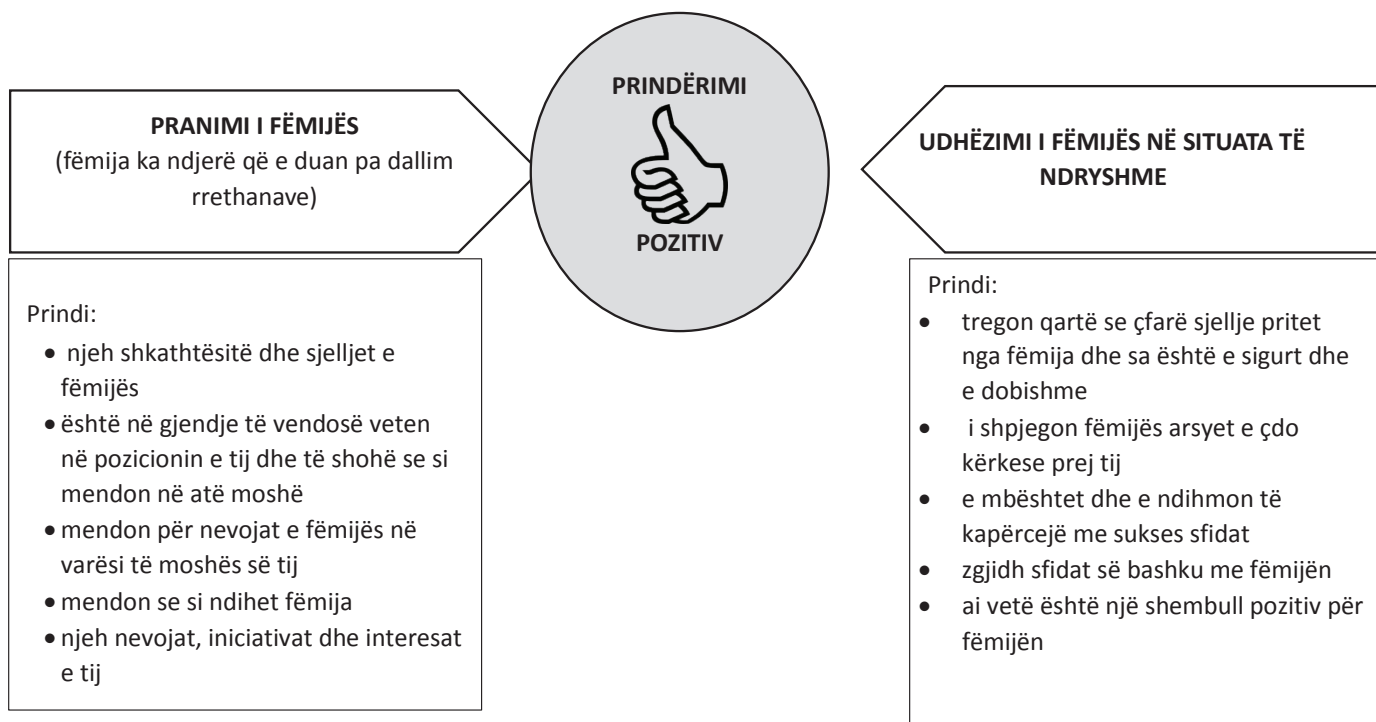 PRANIMI I FËMIJËS
(fëmija ka ndjerë që e duan pa dallim
rrethanave)
PRINDËRIMI
POZITIV
UDHËZIMI I FËMIJËS NË SITUATA TË
NDRYSHME
Prindi:
• njeh shkathtësitë dhe sjelljet e
fëmijës
• është në gjendje të vendosë veten
në pozicionin e tij dhe të shohë se si
mendon në atë moshë
• mendon për nevojat e fëmijës në
varësi të moshës së tij
• mendon se si ndihet fëmija
• njeh nevojat, iniciativat dhe interesat
e tij
Prindi:
• tregon qartë se çfarë sjellje pritet
nga fëmija dhe sa është e sigurt dhe
e dobishme
• i shpjegon fëmijës arsyet e çdo
kërkese prej tij
• e mbështet dhe e ndihmon të
kapërcejë me sukses sfidat
• zgjidh sfidat së bashku me fëmijën
• ai vetë është një shembull pozitiv për
fëmijën